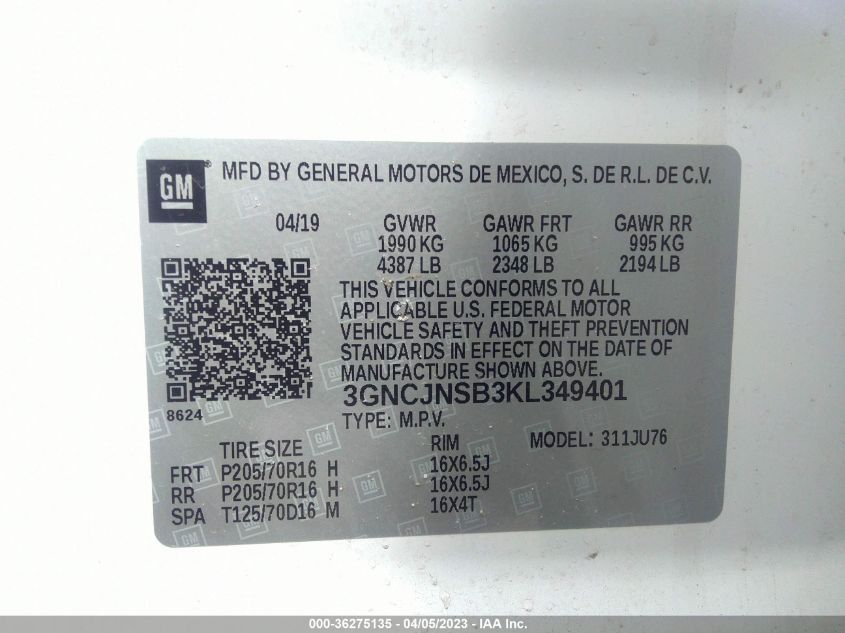 GM® MFD BY GENERAL MOTORS DE MEXICO, S. DE R.L. DE C.V.
04/19 GVWR GAWR FRT GAWR RR
1990 KG 1065 KG 995 KG
4387 LB 2348 LB 2194 LB
THIS VEHICLE CONFORMS TO ALL
APPLICABLE U.S. FEDERAL MOTOR
VEHICLE SAFETY AND THEFT PREVENTION
STANDARDS IN EFFECT ON THE DATE OF
MANUFACTURE SHOWN ABOVE.
3GNCJNSB3KL349401
8624
TYPE: M.P.V.
MODEL: 311JU76
TIRE SIZE RIM
FRT P205/70R16 H 16X6.5J
RR P205/70R16 H 16X6.5J
SPA T125/70D16 M 16X4T
000-36275135 - 04/05/2023 - IAA Inc.